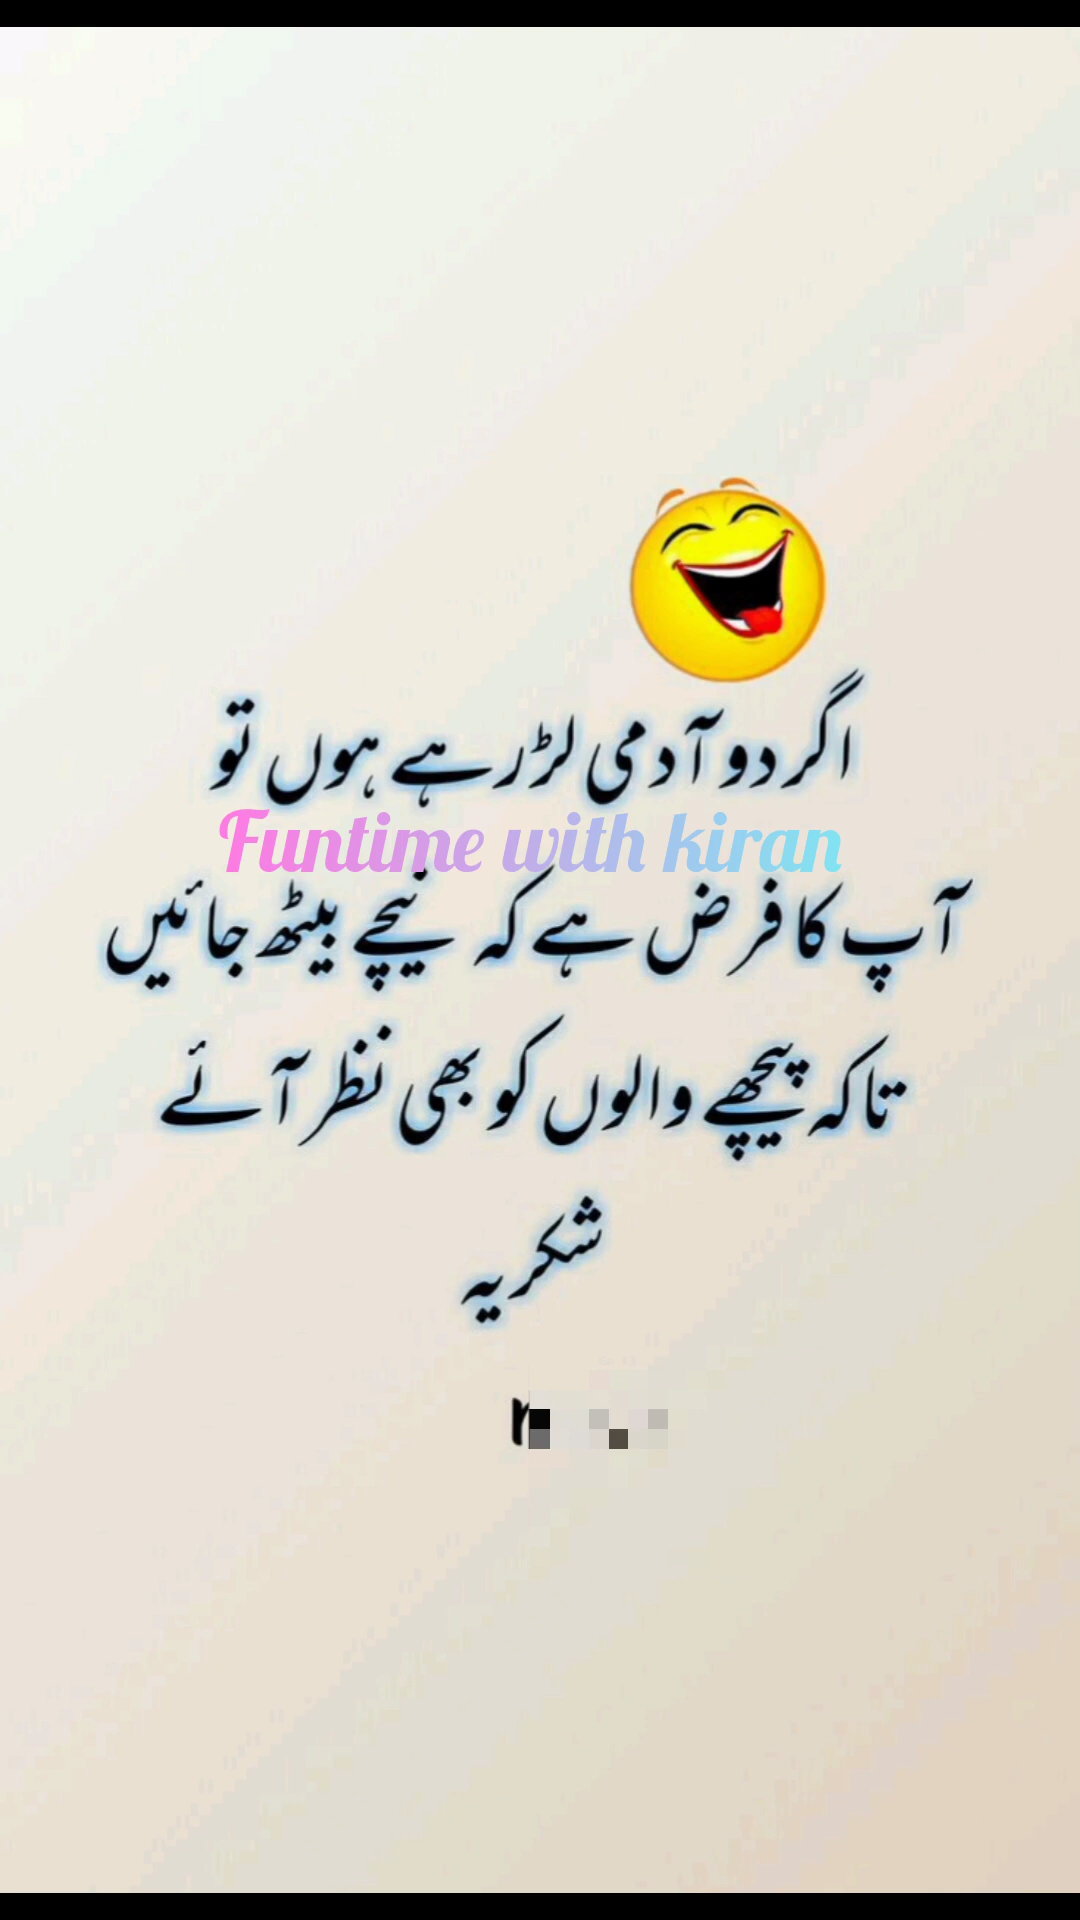 اگر دو آدمی لڑ رہے ہوں تو
Funtime with kiran
آپ کا فرض ہے کہ نیچے بیٹھ جائیں
تاکہ پیچھے والوں کو بھی نظر آئے
شکریہ